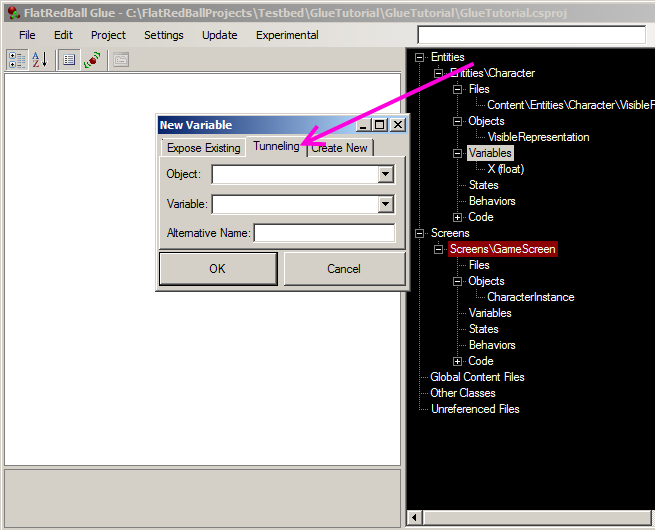 FlatRedBall Glue - C:\FlatRedBallProjects\Testbed\GlueTutorial\GlueTutorial\GlueTutorial.csproj
File Edit Project Settings Update Experimental
A
Z
New Variable
Expose Existing Tunneling Create New
Object:
Variable:
Alternative Name:
OK Cancel
Entities
Entities\Character
Files
Content\Entities\Character\VisibleR
Objects
VisibleRepresentation
Variables
X (float)
States
Behaviors
Code
Screens
Screens\GameScreen
Files
Objects
CharacterInstance
Variables
States
Behaviors
Code
Global Content Files
Other Classes
Unreferenced Files